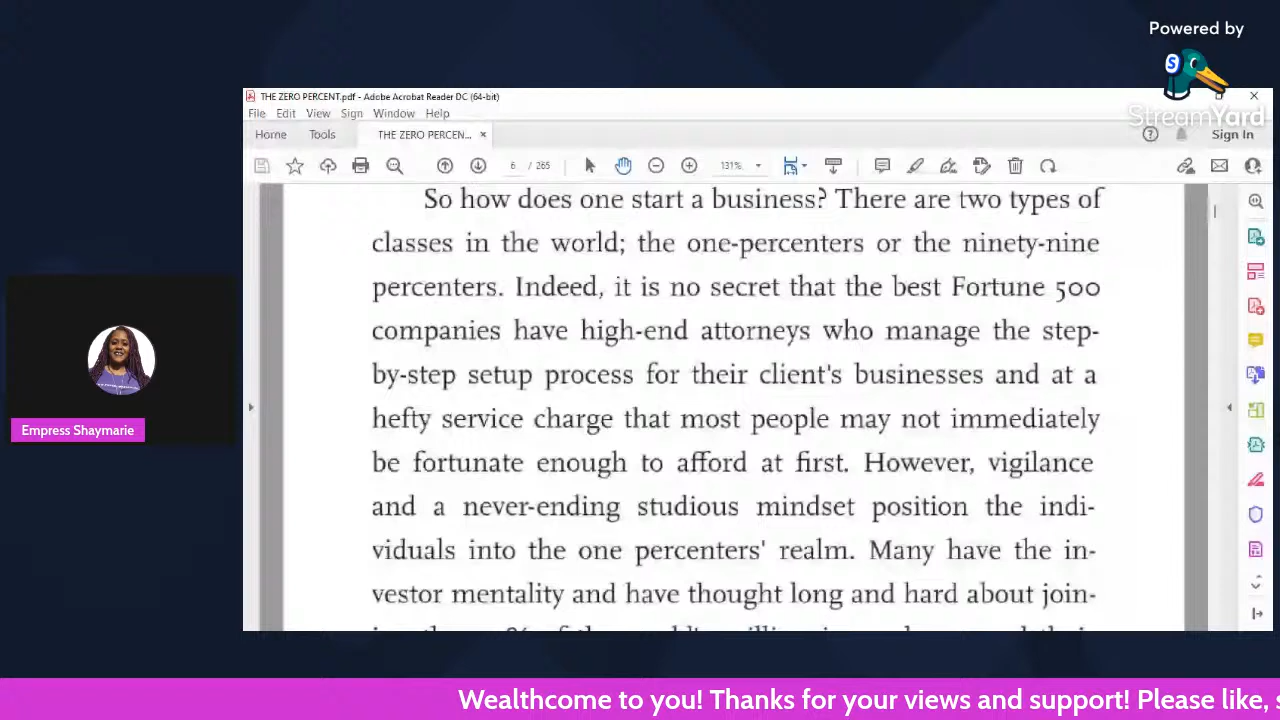 Powered by
StreamYard
THE ZERO PERCENT.pdf - Adobe Acrobat Reader DC (64-bit)
File Edit View Sign Window Help
Home Tools THE ZERO PERCEN...
Sign In
6 / 265
131%
So how does one start a business? There are two types of
classes in the world; the one-percenters or the ninety-nine
percenters. Indeed, it is no secret that the best Fortune 500
companies have high-end attorneys who manage the step-
by-step setup process for their client's businesses and at a
hefty service charge that most people may not immediately
be fortunate enough to afford at first. However, vigilance
and a never-ending studious mindset position the indi-
viduals into the one percenters' realm. Many have the in-
vestor mentality and have thought long and hard about join-
Empress Shaymarie
Wealthcome to you! Thanks for your views and support! Please like,